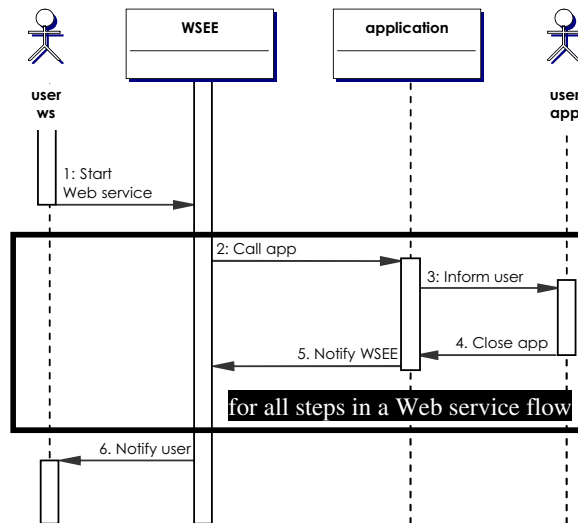 WSEE
application
user
ws
user
app
1: Start
Web service
2: Call app
3: Inform user
4. Close app
5. Notify WSEE
for all steps in a Web service flow
6. Notify user